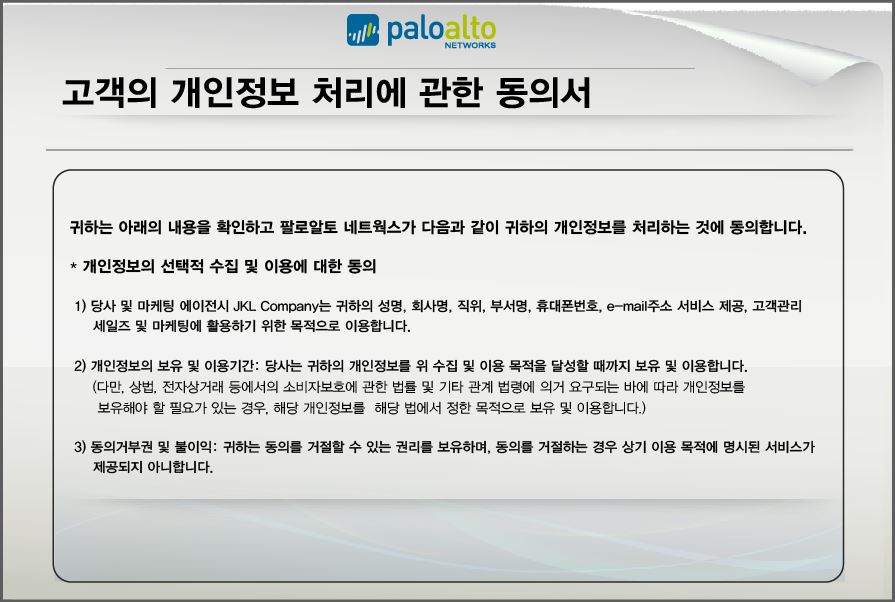 paloalto
NETWORKS
고객의 개인정보 처리에 관한 동의서
귀하는 아래의 내용을 확인하고 팔로알토 네트웍스가 다음과 같이 귀하의 개인정보를 처리하는 것에 동의합니다.
* 개인정보의 선택적 수집 및 이용에 대한 동의
1) 당사 및 마케팅 에이전시 JKL Company는 귀하의 성명, 회사명, 직위, 부서명, 휴대폰번호, e-mail주소 서비스 제공, 고객관리
세일즈 및 마케팅에 활용하기 위한 목적으로 이용합니다.
2) 개인정보의 보유 및 이용기간: 당사는 귀하의 개인정보를 위 수집 및 이용 목적을 달성할 때까지 보유 및 이용합니다.
(다만, 상법, 전자상거래 등에서의 소비자보호에 관한 법률 및 기타 관계 법령에 의거 요구되는 바에 따라 개인정보를
보유해야 할 필요가 있는 경우, 해당 개인정보를 해당 법에서 정한 목적으로 보유 및 이용합니다.)
3) 동의거부권 및 불이익: 귀하는 동의를 거절할 수 있는 권리를 보유하며, 동의를 거절하는 경우 상기 이용 목적에 명시된 서비스가
제공되지 아니합니다.